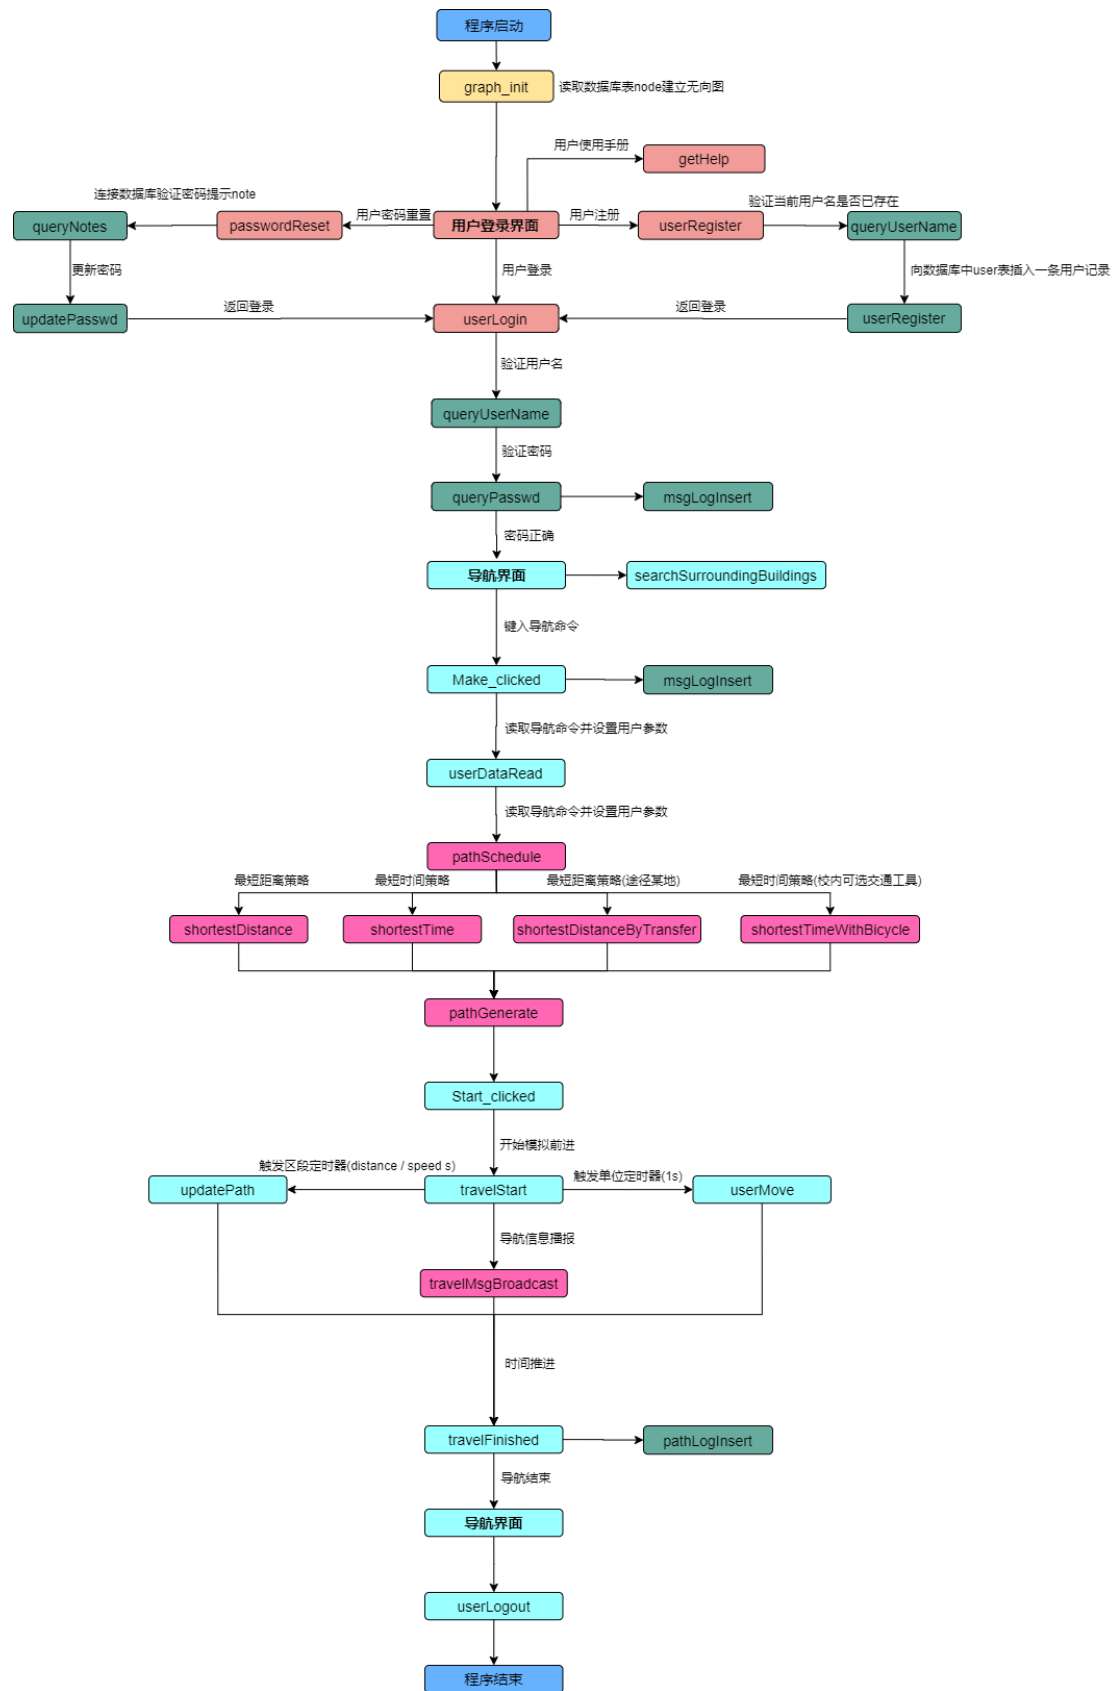 程序启动
graph_init
读取数据库表node建立无向图
用户使用手册
getHelp
连接数据库验证密码提示note
验证当前用户名是否已存在
queryNotes
passwordReset
用户密码重置
用户登录界面
用户注册
userRegister
queryUserName
更新密码
用户登录
向数据库中user表插入一条用户记录
updatePasswd
返回登录
userLogin
返回登录
userRegister
验证用户名
queryUserName
验证密码
queryPasswd
msgLogInsert
密码正确
导航界面
searchSurroundingBuildings
键入导航命令
Make_clicked
msgLogInsert
读取导航命令并设置用户参数
userDataRead
读取导航命令并设置用户参数
pathSchedule
最短距离策略
最短时间策略
最短距离策略(途径某地)
最短时间策略(校内可选交通工具)
shortestDistance
shortestTime
shortestDistanceByTransfer
shortestTimeWithBicycle
pathGenerate
Start_clicked
开始模拟前进
触发区段定时器(distance / speed s)
触发单位定时器(1s)
updatePath
travelStart
userMove
导航信息播报
travelMsgBroadcast
时间推进
travelFinished
pathLogInsert
导航结束
导航界面
userLogout
程序结束